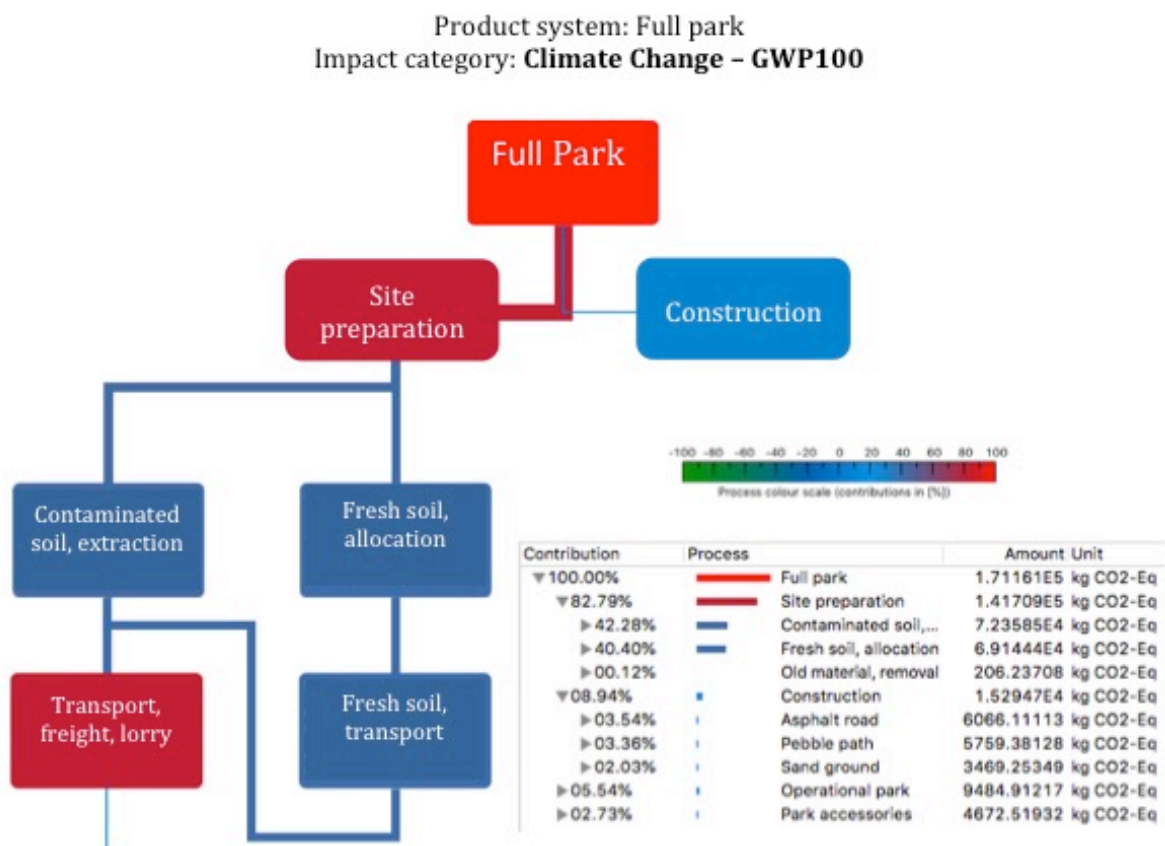 Product system: Full park
Impact category: Climate Change – GWP100
Full Park
Site
preparation
Construction
Contaminated
soil, extraction
Fresh soil,
allocation
Transport,
freight, lorry
Fresh soil,
transport
-100 -80 -60 -40 -20 0 20 40 60 80 100
Process colour scale (contributions in [%])
Contribution Process Amount Unit
100.00% Full park 1.71161E5 kg CO2-Eq
82.79% Site preparation 1.41709E5 kg CO2-Eq
42.28% Contaminated soil,... 7.23585E4 kg CO2-Eq
40.40% Fresh soil, allocation 6.91444E4 kg CO2-Eq
00.12% Old material, removal 206.23708 kg CO2-Eq
08.94% Construction 1.52947E4 kg CO2-Eq
03.54% Asphalt road 6066.11113 kg CO2-Eq
03.36% Pebble path 5759.38128 kg CO2-Eq
02.03% Sand ground 3469.25349 kg CO2-Eq
05.54% Operational park 9484.91217 kg CO2-Eq
02.73% Park accessories 4672.51932 kg CO2-Eq